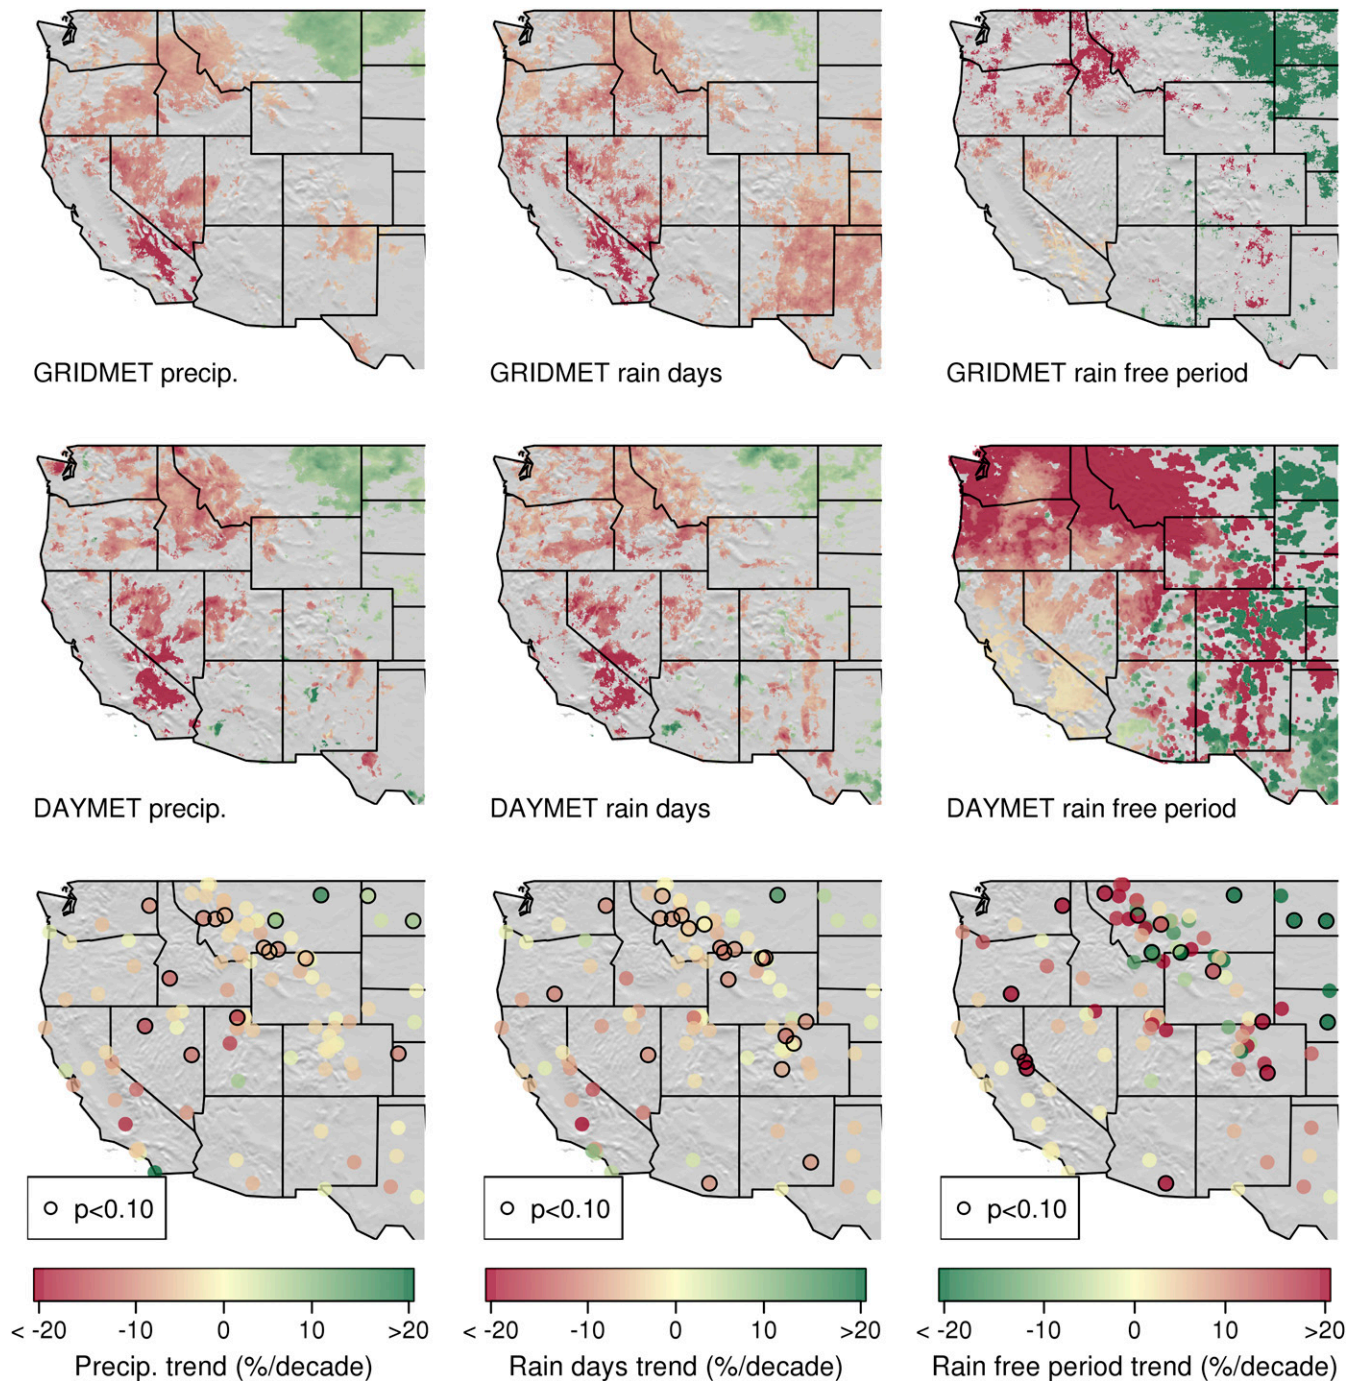 GRIDMET precip.
GRIDMET rain days
GRIDMET rain free period
DAYMET precip.
DAYMET rain days
DAYMET rain free period
p<0.10
p<0.10
p<0.10
< -20 -10 0 10 >20
< -20 -10 0 10 >20
< -20 -10 0 10 >20
Precip. trend (%/decade)
Rain days trend (%/decade)
Rain free period trend (%/decade)